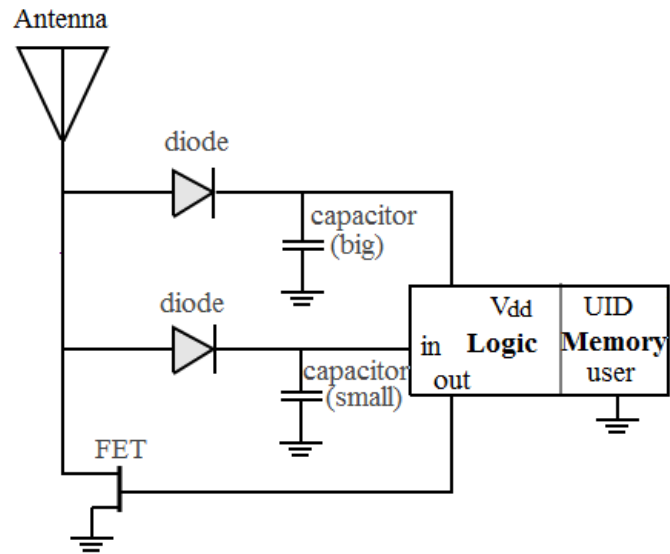 Antenna
diode
capacitor
(big)
diode
capacitor
(small)
Vdd UID
in Logic Memory
out user
FET